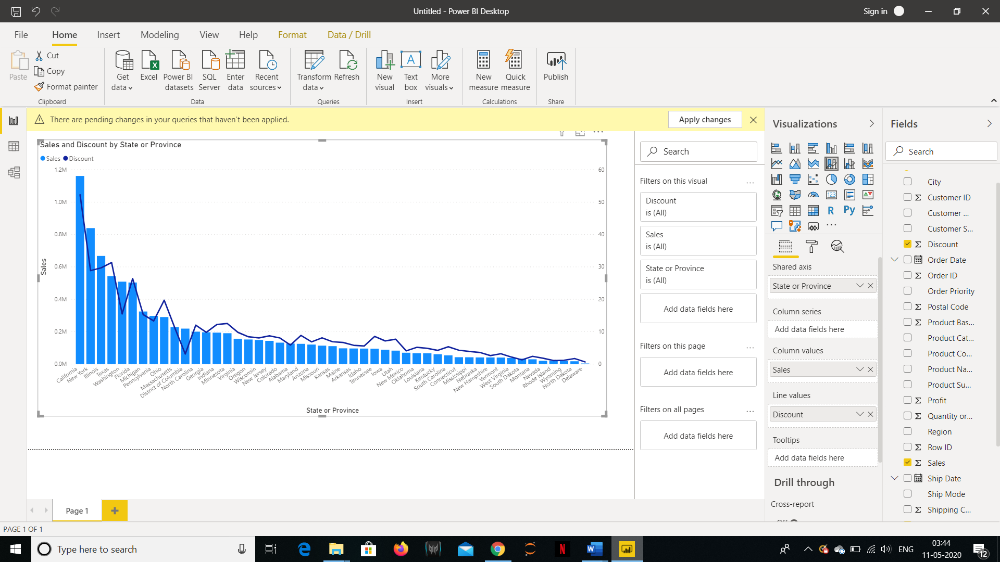 Untitled - Power BI Desktop
Sign in
File Home Insert Modeling View Help Format Data / Drill
Paste
Cut
Copy
Format painter
Clipboard
Get data
Excel
Power BI datasets
SQL Server
Enter data
Recent sources
Data
Transform data
Refresh
Queries
New visual
Text box
More visuals
Insert
New measure
Quick measure
Calculations
Publish
Share
There are pending changes in your queries that haven't been applied.
Apply changes
Sales and Discount by State or Province
Sales Discount
1.2M
1.0M
0.8M
0.6M
0.4M
0.2M
0.0M
Sales
60
50
40
30
20
10
0
California
New York
Illinois
Texas
Washington
Florida
Michigan
Pennsylvania
Ohio
Massachusetts
District of Columbia
North Carolina
Georgia
Indiana
Minnesota
Virginia
Oregon
Wisconsin
New Jersey
Colorado
Alabama
Maryland
Arizona
Missouri
Kansas
Maine
Arkansas
Idaho
Tennessee
Iowa
Utah
New Mexico
Oklahoma
Louisiana
Kentucky
South Carolina
Connecticut
Mississippi
Nebraska
New Hampshire
Vermont
West Virginia
South Dakota
Montana
Nevada
Rhode Island
Wyoming
North Dakota
Delaware
State or Province
Search
Filters on this visual
Discount
is (All)
Sales
is (All)
State or Province
is (All)
Add data fields here
Filters on this page
Add data fields here
Filters on all pages
Add data fields here
Visualizations
123
R Py
Shared axis
State or Province
Column series
Add data fields here
Column values
Sales
Line values
Discount
Tooltips
Add data fields here
Drill through
Cross-report
Fields
Search
City
Σ Customer ID
Customer ...
Customer S...
Σ Discount
Order Date
Σ Order ID
Order Priority
Σ Postal Code
Σ Product Bas...
Product Cat...
Product Co...
Product Na...
Product Su...
Σ Profit
Σ Quantity or...
Region
Σ Row ID
Σ Sales
Ship Date
Ship Mode
Σ Shipping C...
Page 1
PAGE 1 OF 1
Type here to search
ENG
03:44
11-05-2020
12